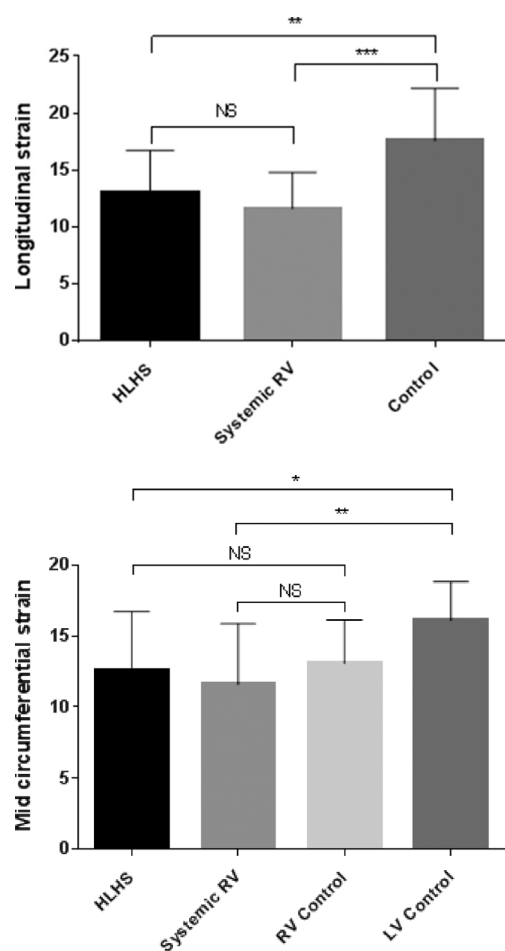 **
***
NS
25
20
15
10
5
0
Longitudinal strain
HLHS
Systemic RV
Control
*
**
NS
NS
20
15
10
5
0
Mid circumferential strain
HLHS
Systemic RV
RV Control
LV Control